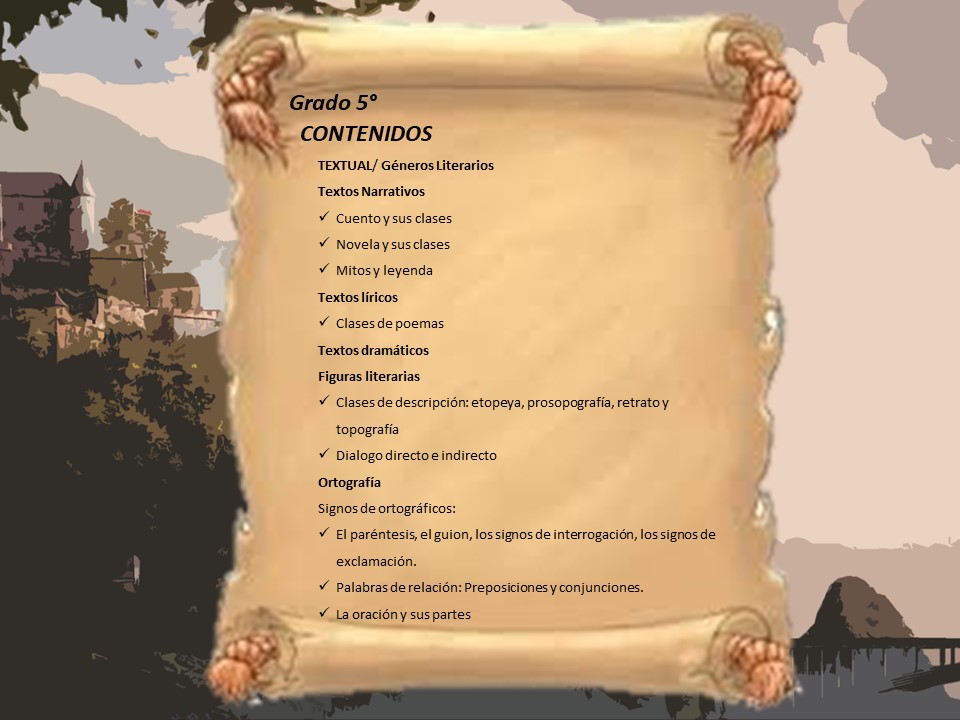 Grado 5°
CONTENIDOS
TEXTUAL/ Géneros Literarios
Textos Narrativos
✓ Cuento y sus clases
✓ Novela y sus clases
✓ Mitos y leyenda
Textos líricos
✓ Clases de poemas
Textos dramáticos
Figuras literarias
✓ Clases de descripción: etopeya, prosopografía, retrato y
topografía
✓ Dialogo directo e indirecto
Ortografía
Signos de ortográficos:
✓ El paréntesis, el guion, los signos de interrogación, los signos de
exclamación.
✓ Palabras de relación: Preposiciones y conjunciones.
✓ La oración y sus partes